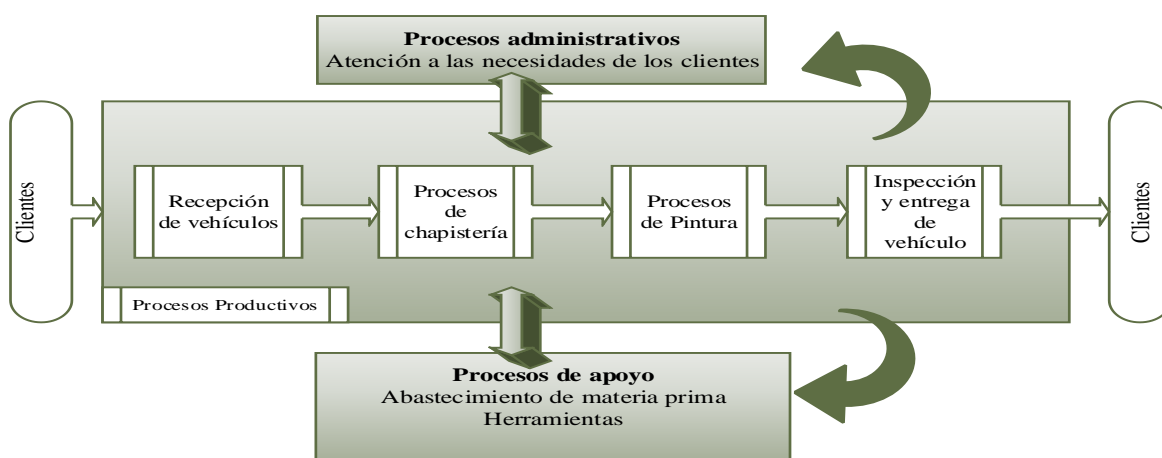 Procesos administrativos
Atención a las necesidades de los clientes
Clientes
Recepción
de vehículos
Procesos
de
chapistería
Procesos
de Pintura
Inspección
y entrega
de
vehículo
Clientes
Procesos Productivos
Procesos de apoyo
Abastecimiento de materia prima
Herramientas